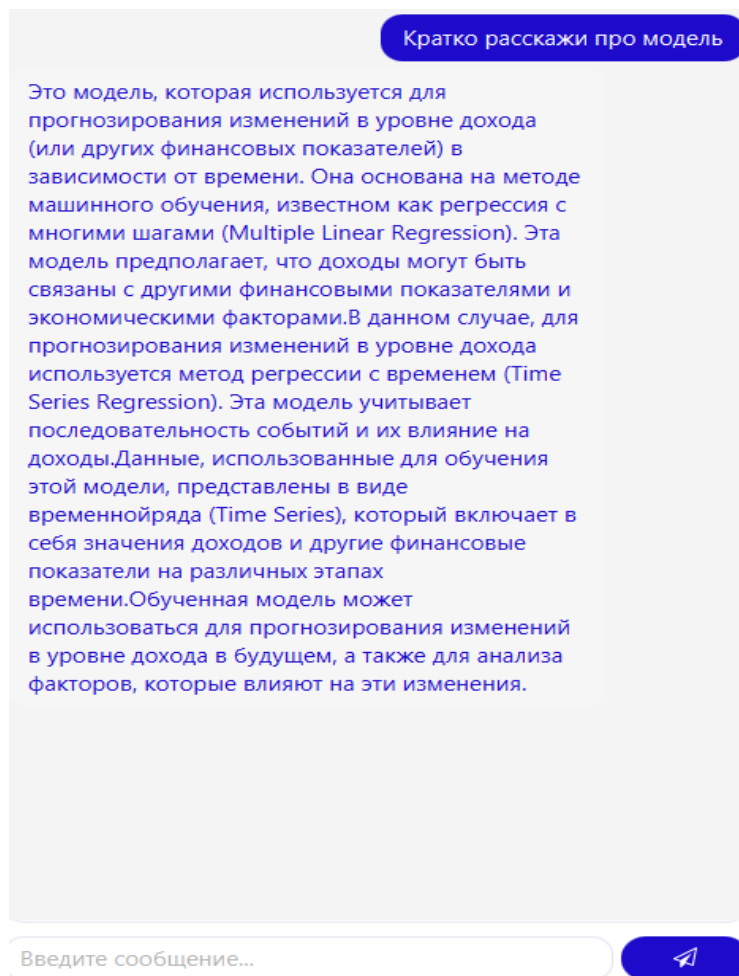 Кратко расскажи про модель
Это модель, которая используется для
прогнозирования изменений в уровне дохода
(или других финансовых показателей) в
зависимости от времени. Она основана на методе
машинного обучения, известном как регрессия с
многими шагами (Multiple Linear Regression). Эта
модель предполагает, что доходы могут быть
связаны с другими финансовыми показателями и
экономическими факторами.В данном случае, для
прогнозирования изменений в уровне дохода
используется метод регрессии с временем (Time
Series Regression). Эта модель учитывает
последовательность событий и их влияние на
доходы.Данные, использованные для обучения
этой модели, представлены в виде
временнойряда (Time Series), который включает в
себя значения доходов и другие финансовые
показатели на различных этапах
времени.Обученная модель может
использоваться для прогнозирования изменений
в уровне дохода в будущем, а также для анализа
факторов, которые влияют на эти изменения.
Введите сообщение...